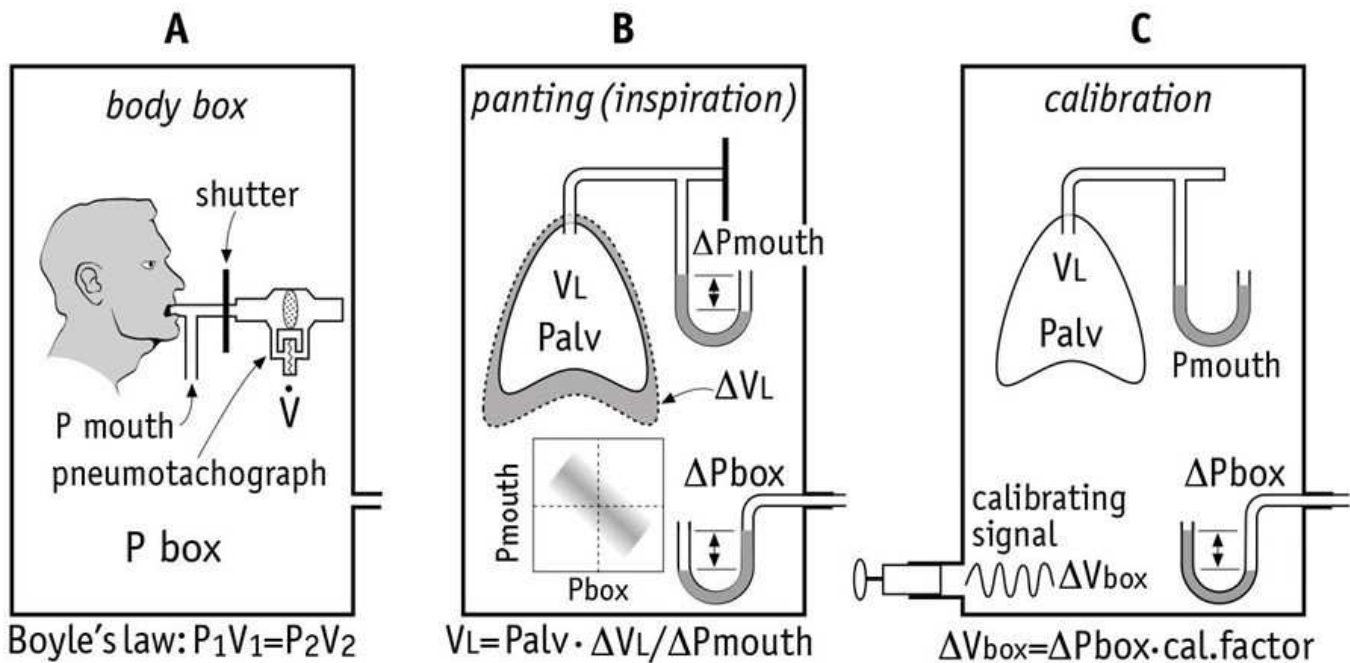 A
body box
shutter
P mouth
V̇
pneumotachograph
P box
Boyle's law: P₁V₁=P₂V₂
B
panting (inspiration)
ΔPmouth
VL
Palv
ΔVL
Pmouth
Pbox
ΔPbox
VL=Palv · ΔVL/ΔPmouth
C
calibration
VL
Palv
Pmouth
calibrating
signal
ΔVbox
ΔPbox
ΔVbox=ΔPbox·cal.factor